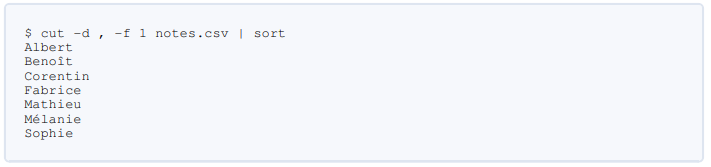 $ cut -d , -f 1 notes.csv | sort
Albert
Benoît
Corentin
Fabrice
Mathieu
Mélanie
Sophie